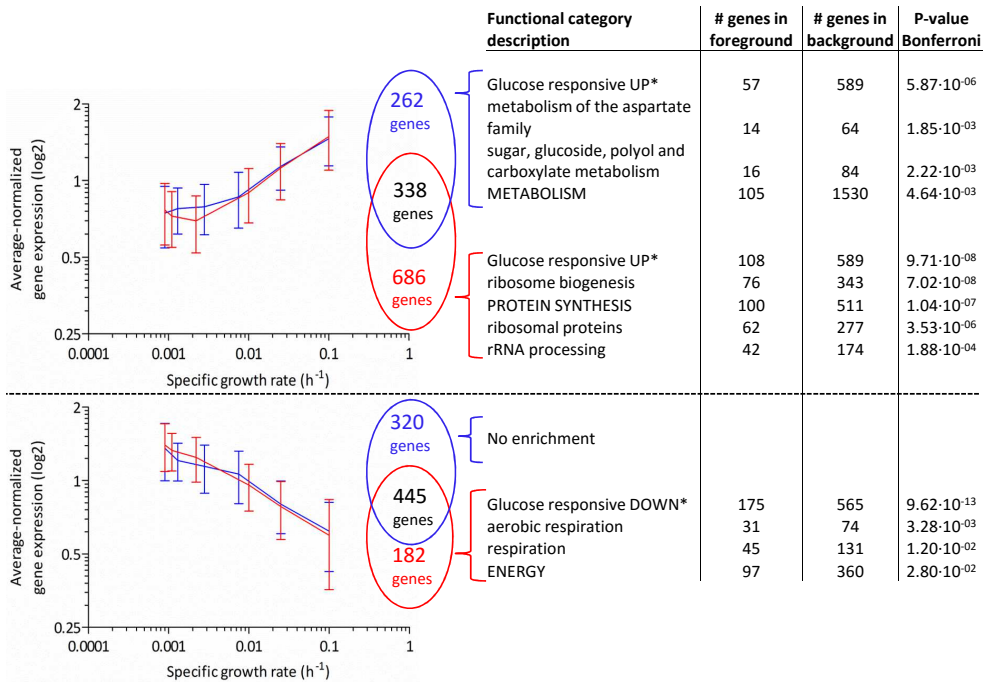 Functional category description
# genes in foreground
# genes in background
P-value Bonferroni
Average-normalized
gene expression (log2)
2
1
0.5
0.25
0.0001
0.001
0.01
0.1
1
Specific growth rate (h-1)
262
genes
338
genes
686
genes
Glucose responsive UP* 57 589 5.87·10-06
metabolism of the aspartate
family 14 64 1.85·10-03
sugar, glucoside, polyol and
carboxylate metabolism 16 84 2.22·10-03
METABOLISM 105 1530 4.64·10-03
Glucose responsive UP* 108 589 9.71·10-08
ribosome biogenesis 76 343 7.02·10-08
PROTEIN SYNTHESIS 100 511 1.04·10-07
ribosomal proteins 62 277 3.53·10-06
rRNA processing 42 174 1.88·10-04
Average-normalized
gene expression (log2)
2
1
0.5
0.25
0.0001
0.001
0.01
0.1
1
Specific growth rate (h-1)
320
genes
445
genes
182
genes
No enrichment
Glucose responsive DOWN* 175 565 9.62·10-13
aerobic respiration 31 74 3.28·10-03
respiration 45 131 1.20·10-02
ENERGY 97 360 2.80·10-02